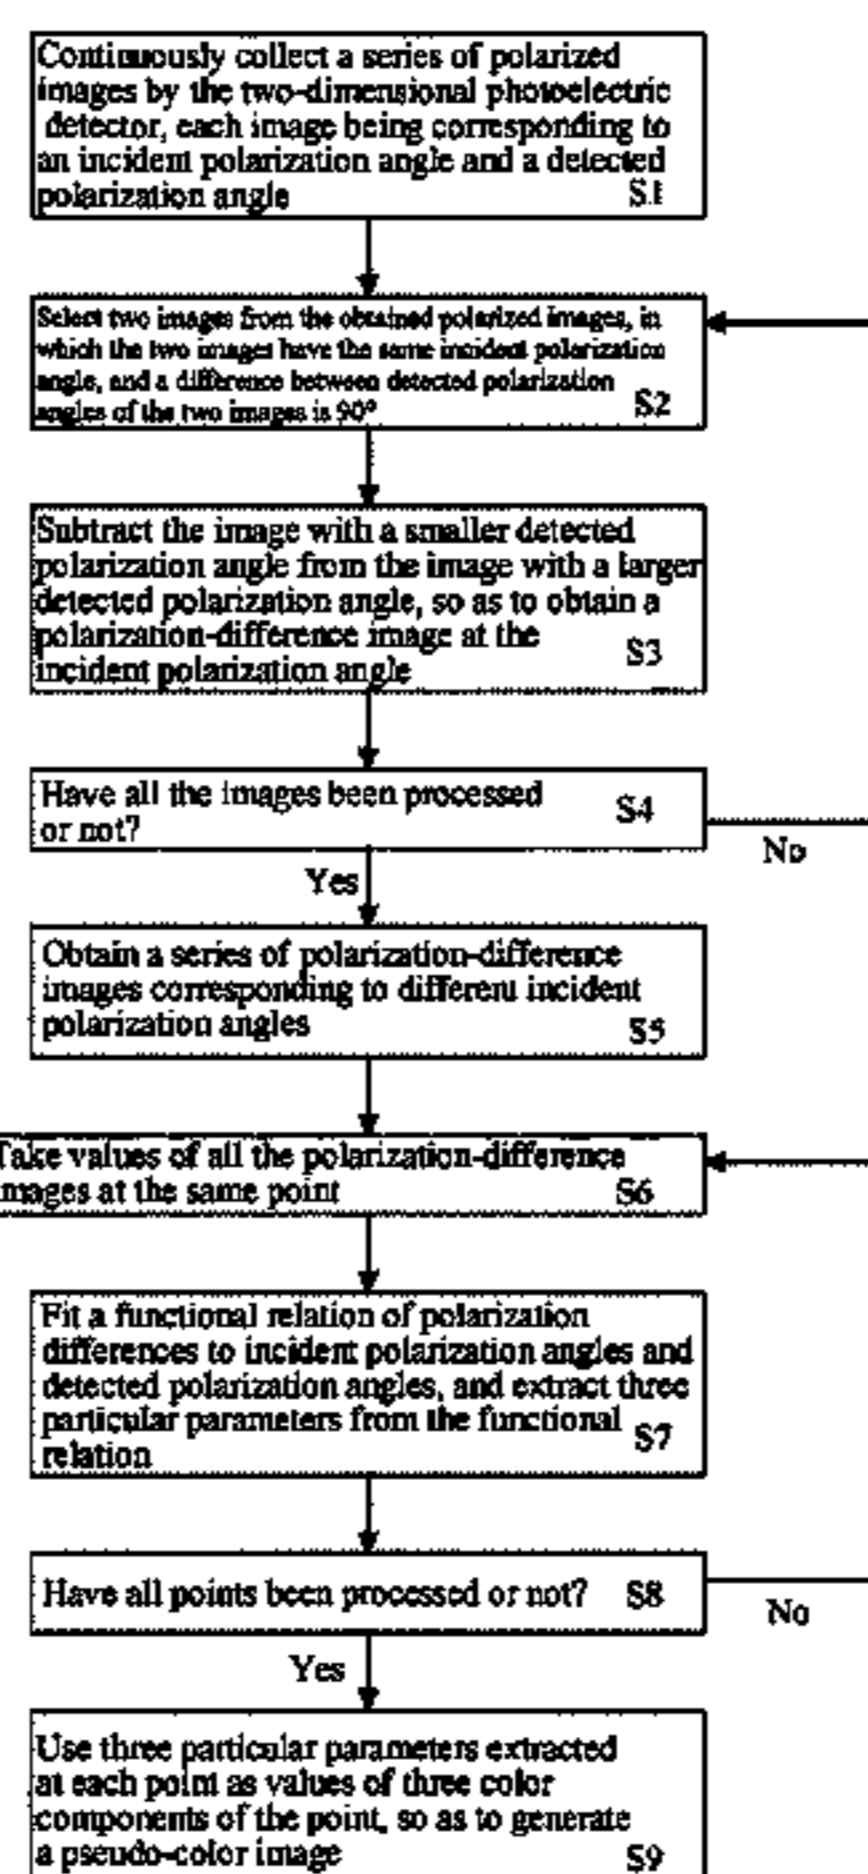 Continuously collect a series of polarized
images by the two-dimensional photoelectric
detector, each image being corresponding to
an incident polarization angle and a detected
polarization angle S1
Select two images from the obtained polarized images, in
which the two images have the same incident polarization
angle, and a difference between detected polarization
angles of the two images is 90° S2
Subtract the image with a smaller detected
polarization angle from the image with a larger
detected polarization angle, so as to obtain a
polarization-difference image at the
incident polarization angle S3
Have all the images been processed
or not? S4
No
Yes
Obtain a series of polarization-difference
images corresponding to different incident
polarization angles S5
Take values of all the polarization-difference
mages at the same point S6
Fit a functional relation of polarization
differences to incident polarization angles and
detected polarization angles, and extract three
particular parameters from the functional
relation S7
Have all points been processed or not? S8
No
Yes
Use three particular parameters extracted
at each point as values of three color
components of the point, so as to generate
a pseudo-color image S9